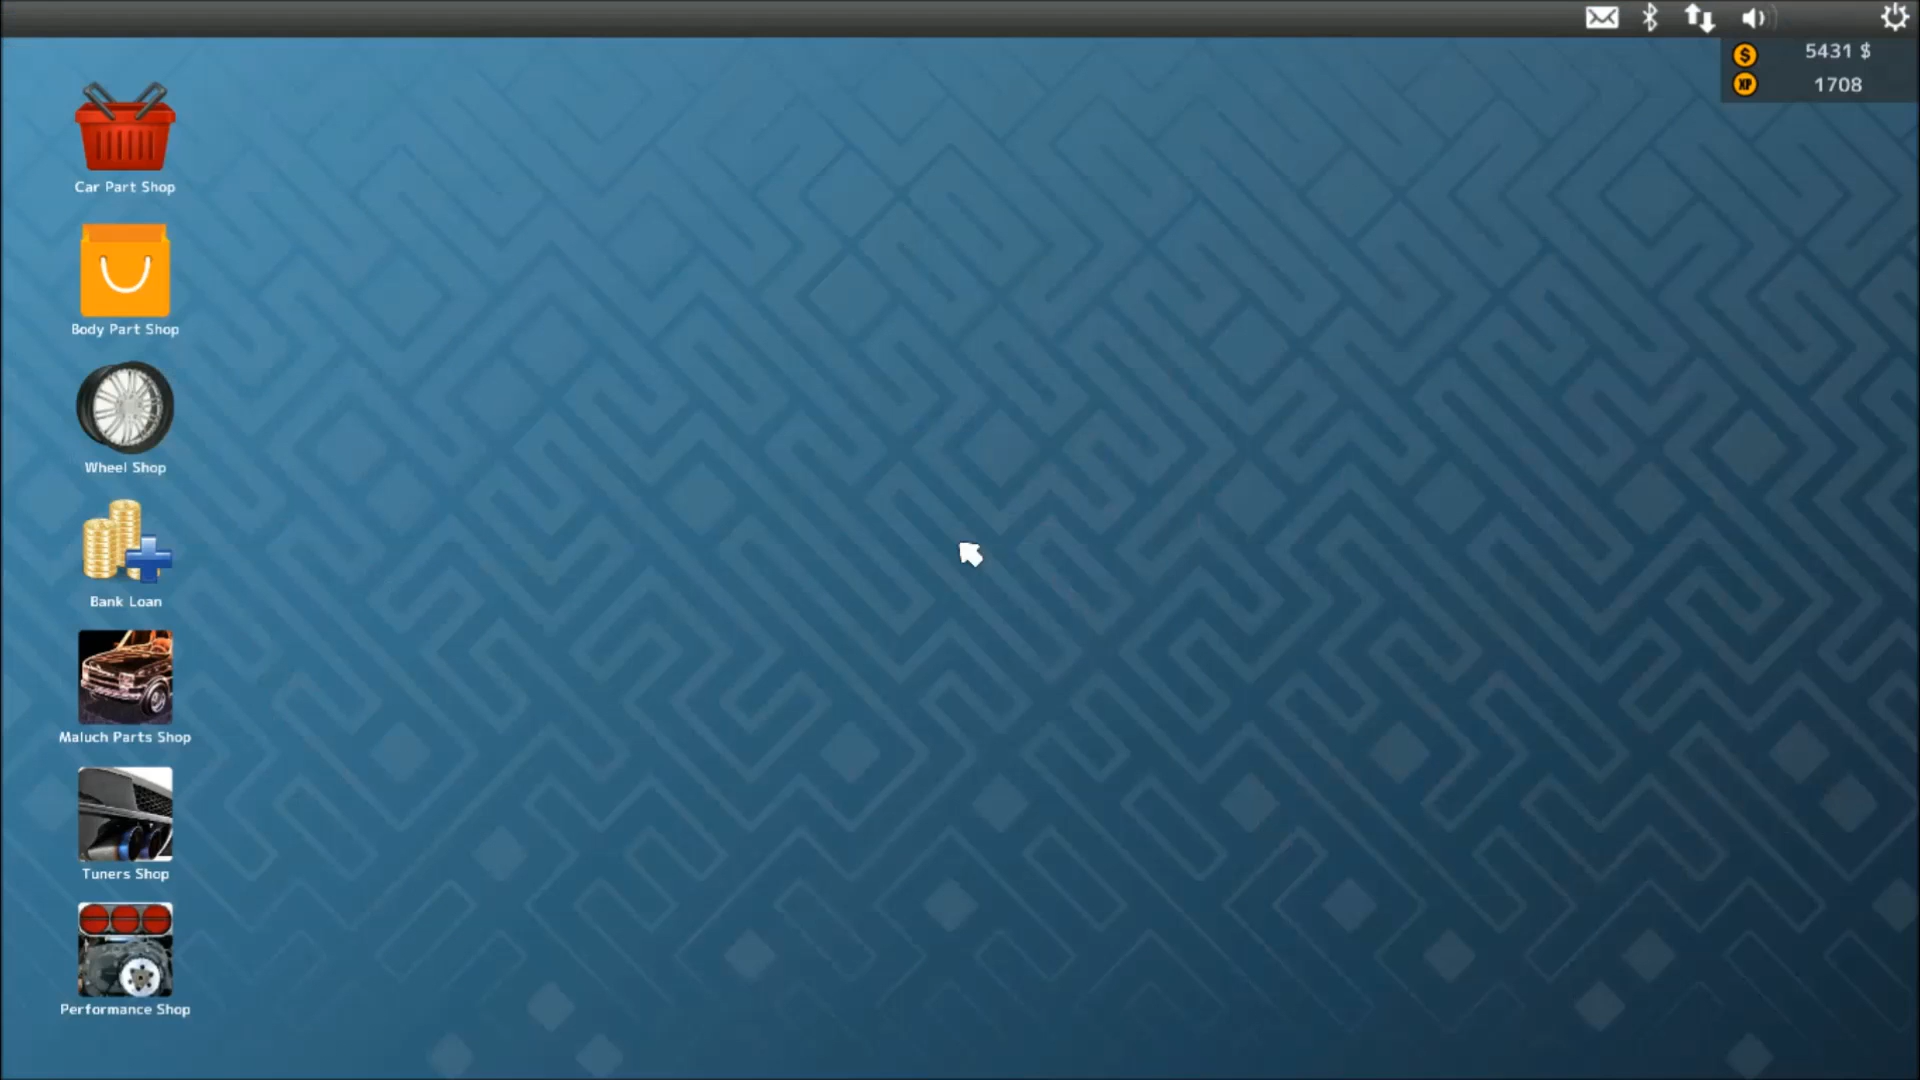 5431 $
XP 1708
Car Part Shop
Body Part Shop
Wheel Shop
Bank Loan
Maluch Parts Shop
Tuners Shop
Performance Shop